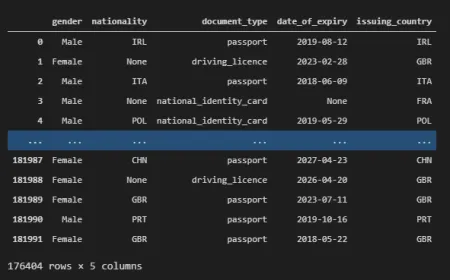 gender nationality document_type date_of_expiry issuing_country
0 Male IRL passport 2019-08-12 IRL
1 Female None driving_licence 2023-02-28 GBR
2 Male ITA passport 2018-06-09 ITA
3 Male None national_identity_card None FRA
4 Male POL national_identity_card 2019-05-29 POL
... ... ... ... ... ...
181987 Female CHN passport 2027-04-23 CHN
181988 Female None driving_licence 2026-04-20 GBR
181989 Female GBR passport 2023-07-11 GBR
181990 Male PRT passport 2019-10-16 PRT
181991 Female GBR passport 2018-05-22 GBR
176404 rows x 5 columns